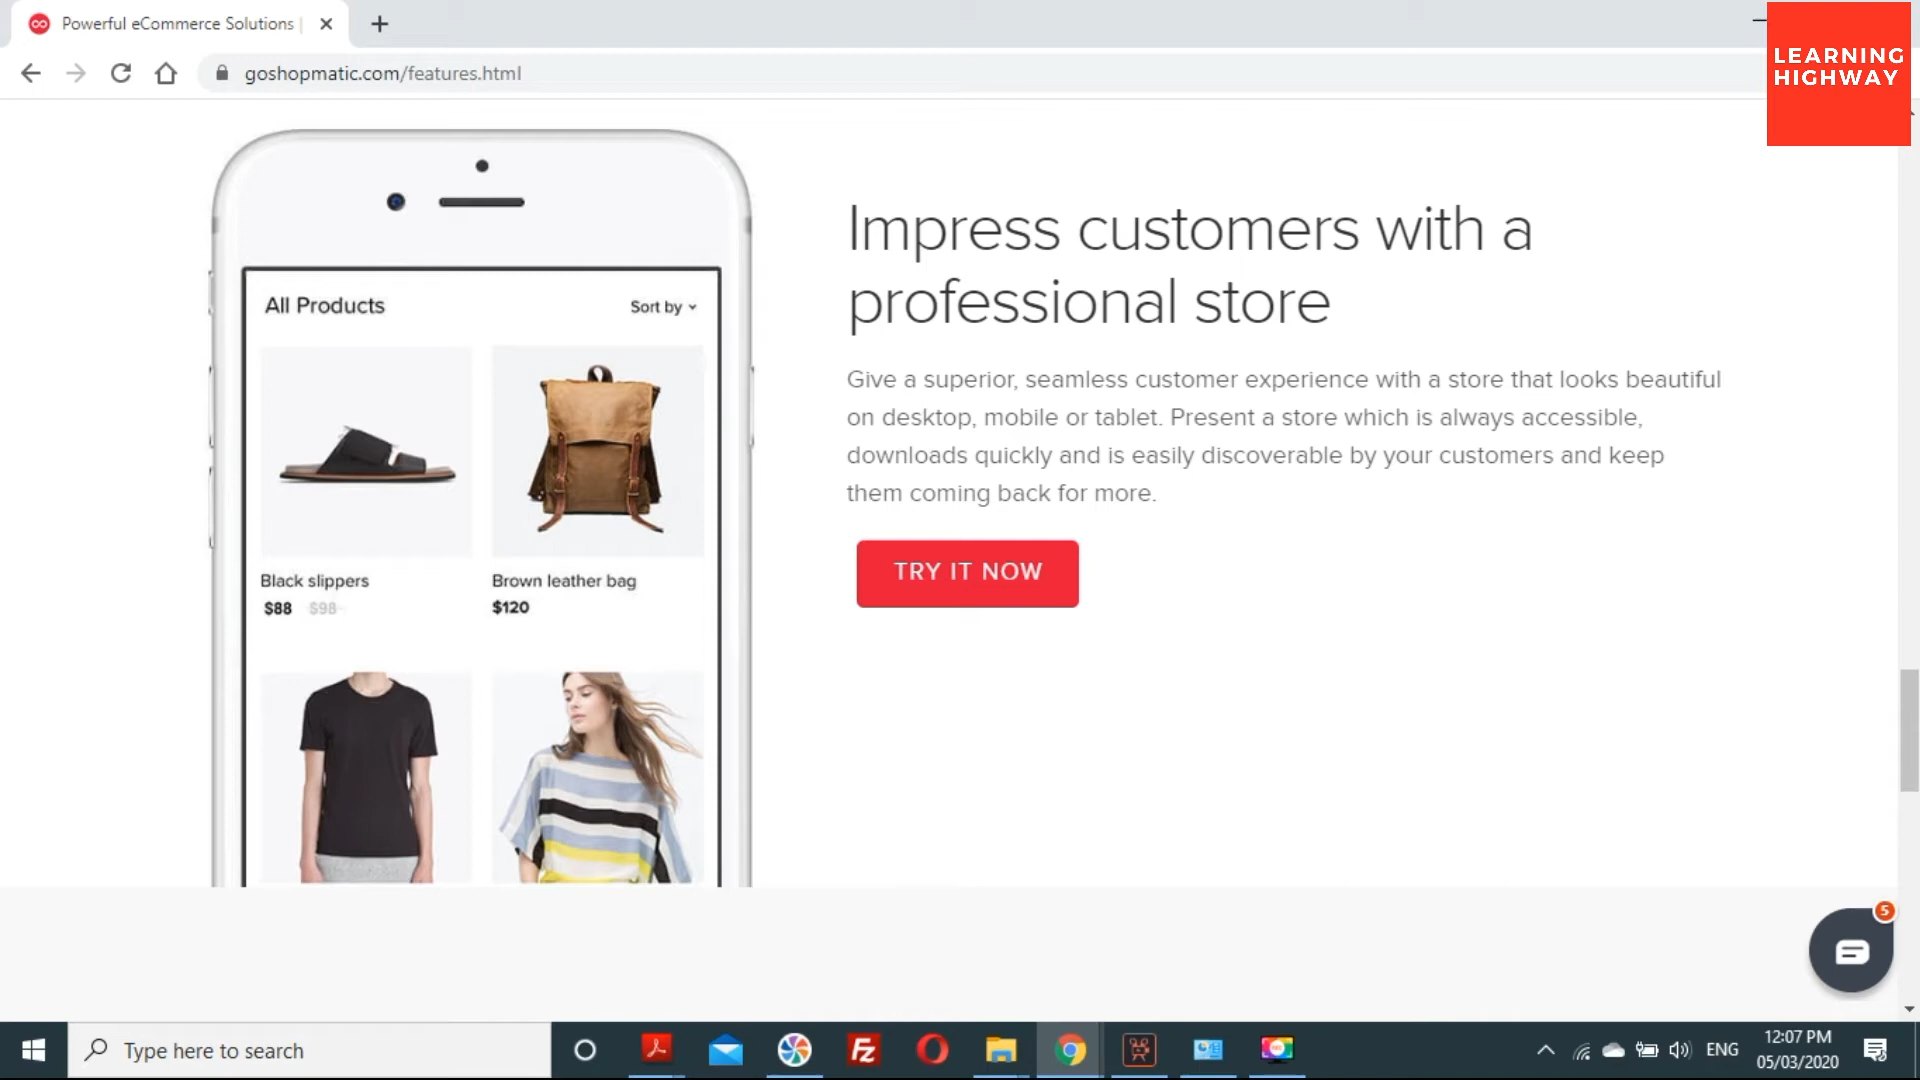 Powerful eCommerce Solutions |
LEARNING
HIGHWAY
goshopmatic.com/features.html
Impress customers with a
professional store
All Products
Sort by
Give a superior, seamless customer experience with a store that looks beautiful
on desktop, mobile or tablet. Present a store which is always accessible,
downloads quickly and is easily discoverable by your customers and keep
them coming back for more.
TRY IT NOW
Black slippers
$88 $98
Brown leather bag
$120
5
Type here to search
Fz
ENG
12:07 PM
05/03/2020